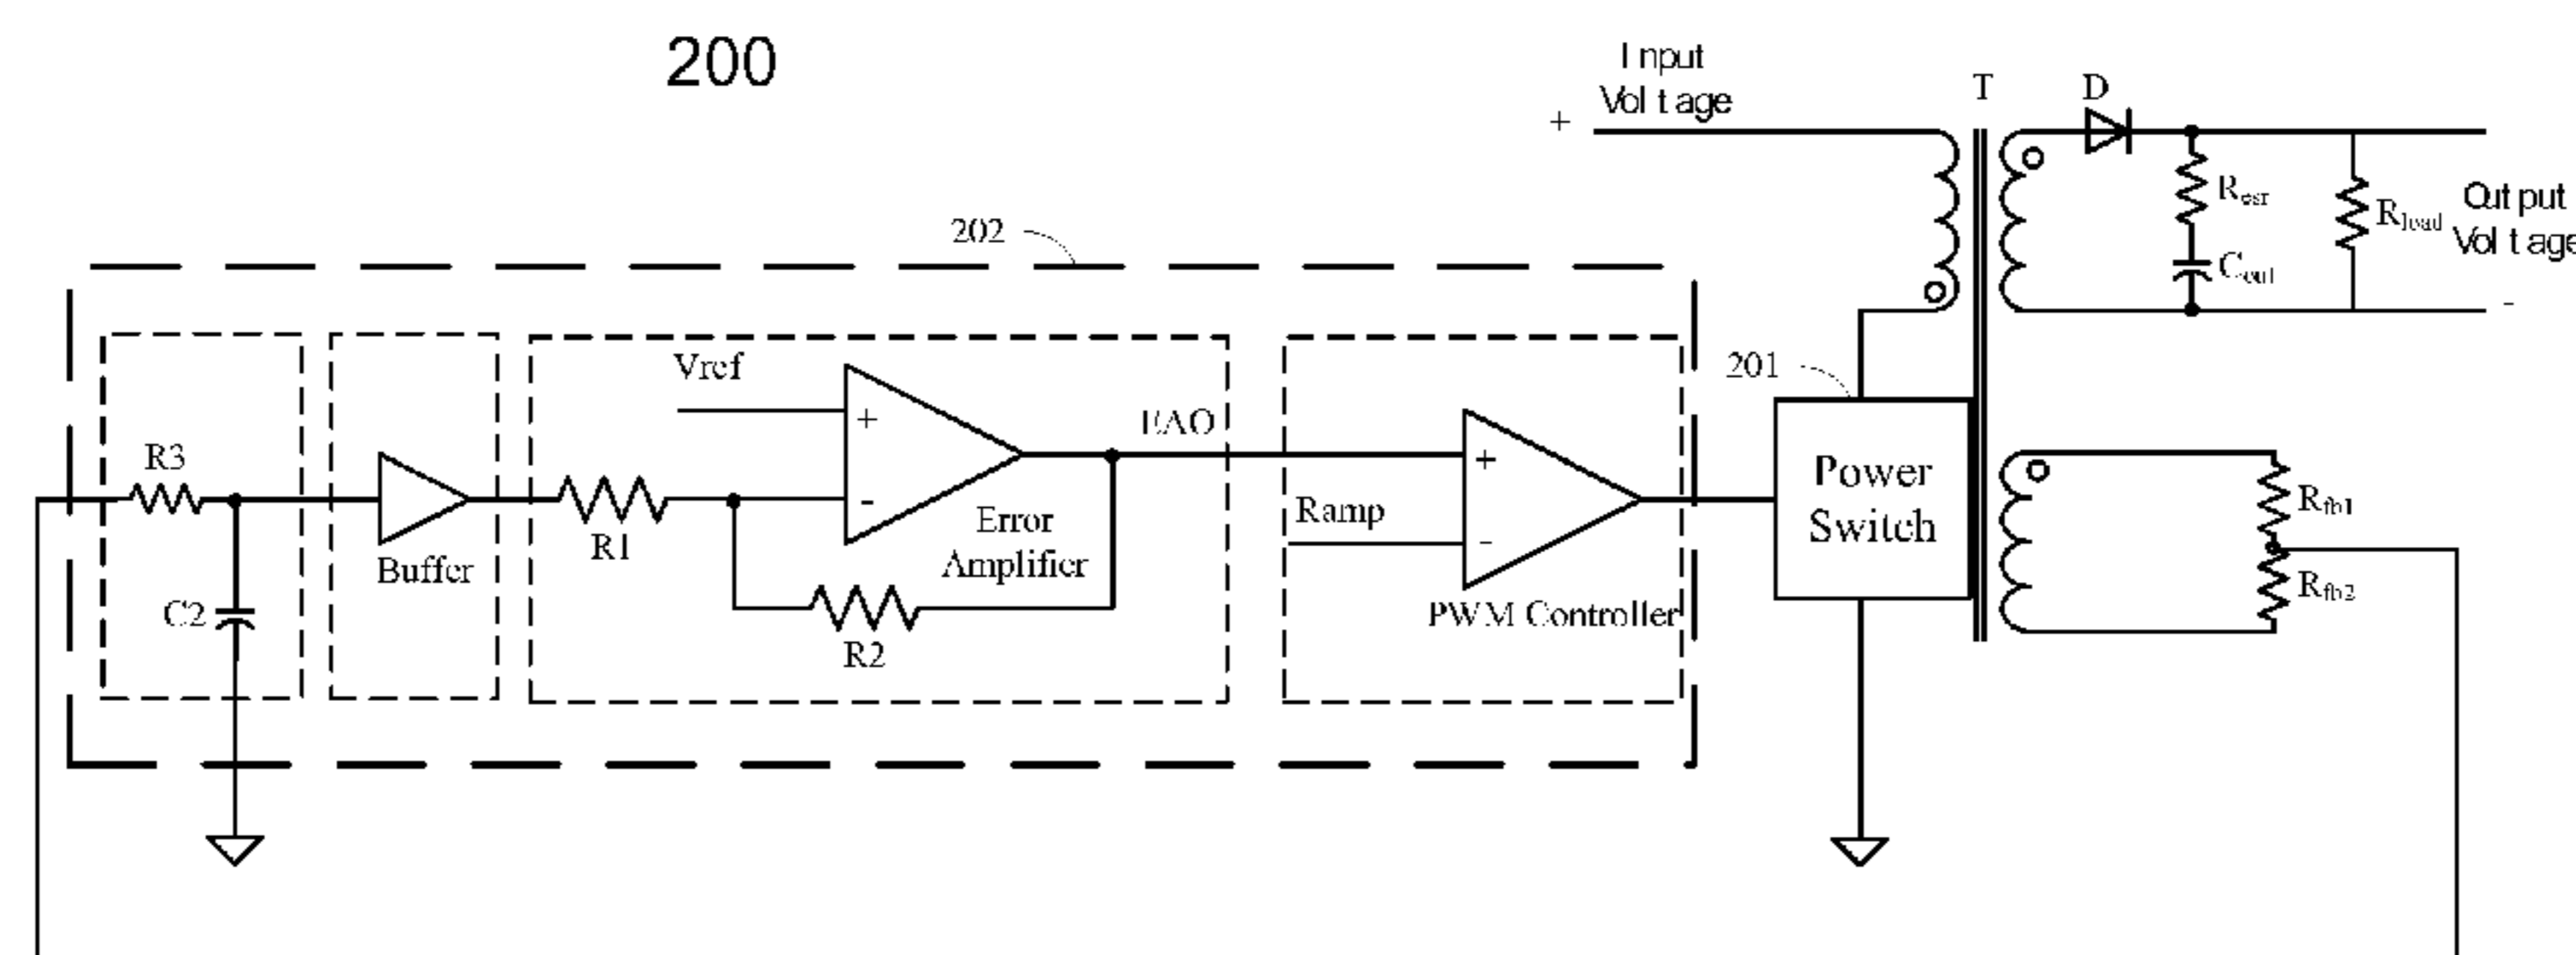 200
Input
Voltage
+
T
D
Resr
Rload
Output
Voltage
Cout
-
202
201
Vref
+
EAO
R3
-
+
Power
Switch
Rfb1
Ramp
Error
Amplifier
R1
Buffer
-
Rfb2
C2
PWM Controller
R2